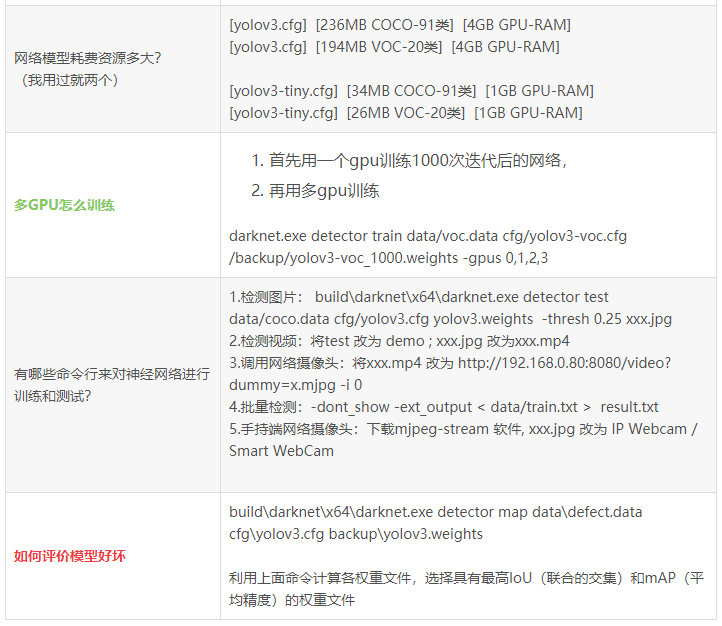 网络模型耗费资源多大?
（我用过就两个）
[yolov3.cfg]  [236MB COCO-91类]  [4GB GPU-RAM]
[yolov3.cfg]  [194MB VOC-20类]  [4GB GPU-RAM]
[yolov3-tiny.cfg]  [34MB COCO-91类]  [1GB GPU-RAM]
[yolov3-tiny.cfg]  [26MB VOC-20类]  [1GB GPU-RAM]
多GPU怎么训练
1. 首先用一个gpu训练1000次迭代后的网络，
2. 再用多gpu训练
darknet.exe detector train data/voc.data cfg/yolov3-voc.cfg
/backup/yolov3-voc_1000.weights -gpus 0,1,2,3
有哪些命令行来对神经网络进行
训练和测试?
1.检测图片： build\darknet\x64\darknet.exe detector test
data/coco.data cfg/yolov3.cfg yolov3.weights  -thresh 0.25 xxx.jpg
2.检测视频：将test 改为 demo ; xxx.jpg 改为xxx.mp4
3.调用网络摄像头：将xxx.mp4 改为 http://192.168.0.80:8080/video?
dummy=x.mjpg -i 0
4.批量检测：-dont_show -ext_output < data/train.txt >  result.txt
5.手持端网络摄像头：下载mjpeg-stream 软件, xxx.jpg 改为 IP Webcam /
Smart WebCam
如何评价模型好坏
build\darknet\x64\darknet.exe detector map data\defect.data
cfg\yolov3.cfg backup\yolov3.weights
利用上面命令计算各权重文件，选择具有最高IoU（联合的交集）和mAP（平
均精度）的权重文件